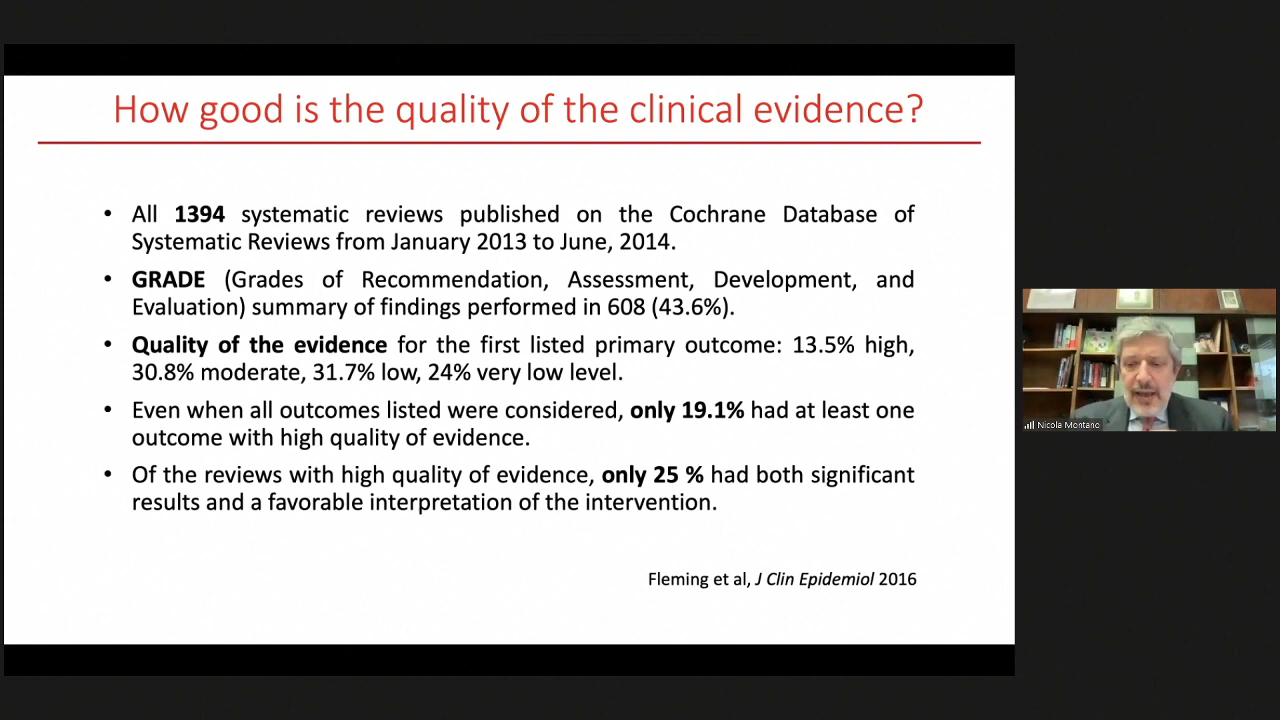 How good is the quality of the clinical evidence?
• All 1394 systematic reviews published on the Cochrane Database of
Systematic Reviews from January 2013 to June, 2014.
• GRADE (Grades of Recommendation, Assessment, Development, and
Evaluation) summary of findings performed in 608 (43.6%).
• Quality of the evidence for the first listed primary outcome: 13.5% high,
30.8% moderate, 31.7% low, 24% very low level.
• Even when all outcomes listed were considered, only 19.1% had at least one
outcome with high quality of evidence.
• Of the reviews with high quality of evidence, only 25 % had both significant
results and a favorable interpretation of the intervention.
Fleming et al, J Clin Epidemiol 2016
Nicola Montano